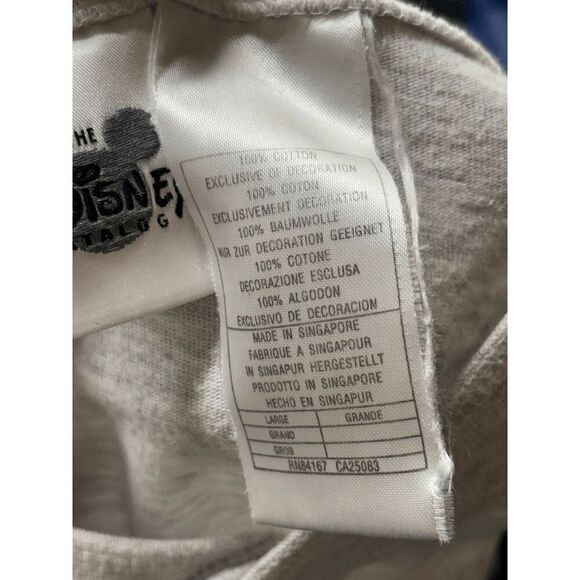 THE
DISNEY
CATALOG
100% COTTON
EXCLUSIVE OF DECORATION
100% COTON
EXCLUSIVEMENT DECORATION
100% BAUMWOLLE
NUR ZUR DECORATION GEEIGNET
100% COTONE
DECORAZIONE ESCLUSA
100% ALGODON
EXCLUSIVO DE DECORACION
MADE IN SINGAPORE
FABRIQUE A SINGAPOUR
IN SINGAPUR HERGESTELLT
PRODOTTO IN SINGAPORE
HECHO EN SINGAPUR
LARGE GRANDE
GRAND
GROB
RN84167 CA25083